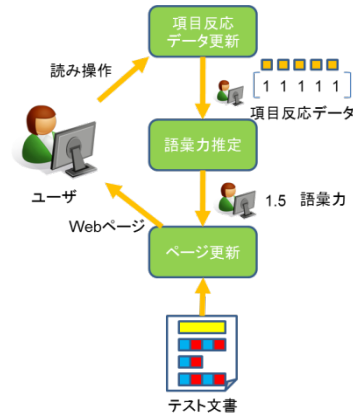 項目反応
データ更新
読み操作
1 1 1 1 1
項目反応データ
語彙力推定
ユーザ
1.5 語彙力
Webページ
ページ更新
テスト文書